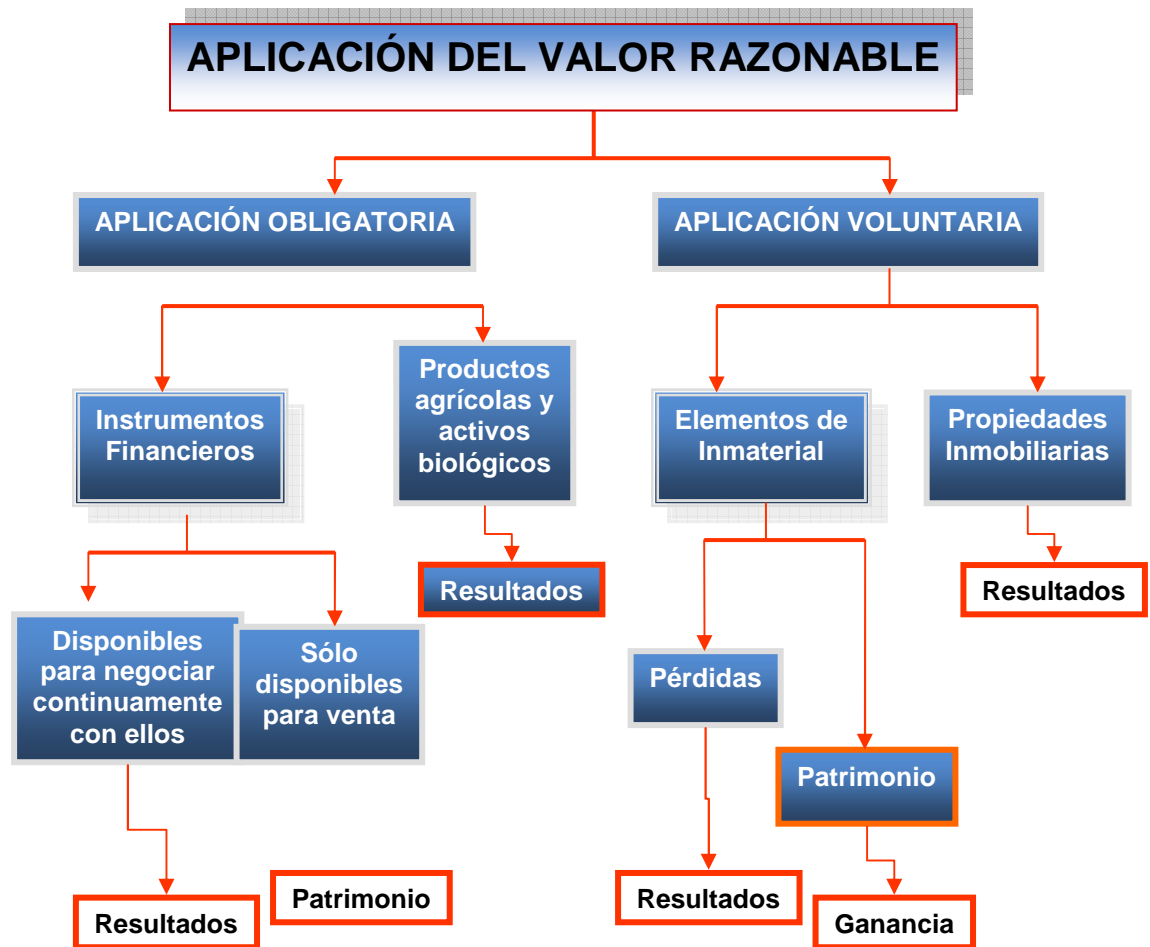 APLICACIÓN DEL VALOR RAZONABLE
APLICACIÓN OBLIGATORIA
APLICACIÓN VOLUNTARIA
Instrumentos
Financieros
Productos
agrícolas y
activos
biológicos
Elementos de
Inmaterial
Propiedades
Inmobiliarias
Resultados
Resultados
Disponibles
para negociar
continuamente
con ellos
Sólo
disponibles
para venta
Pérdidas
Patrimonio
Resultados
Patrimonio
Resultados
Ganancia